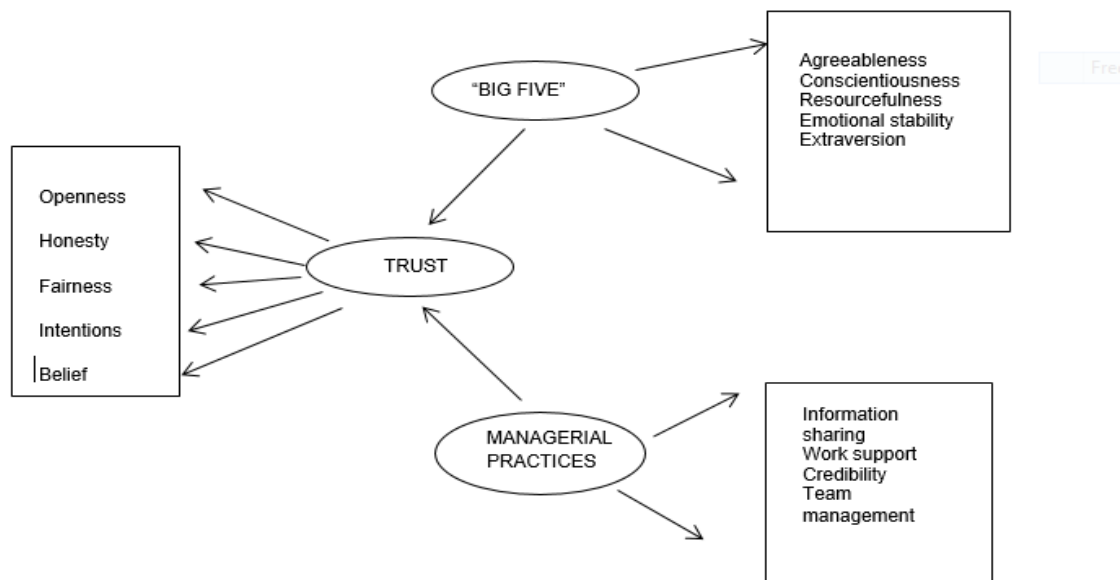 “BIG FIVE”
Agreeableness
Conscientiousness
Resourcefulness
Emotional stability
Extraversion
Openness
Honesty
Fairness
Intentions
Belief
TRUST
MANAGERIAL
PRACTICES
Information
sharing
Work support
Credibility
Team
management